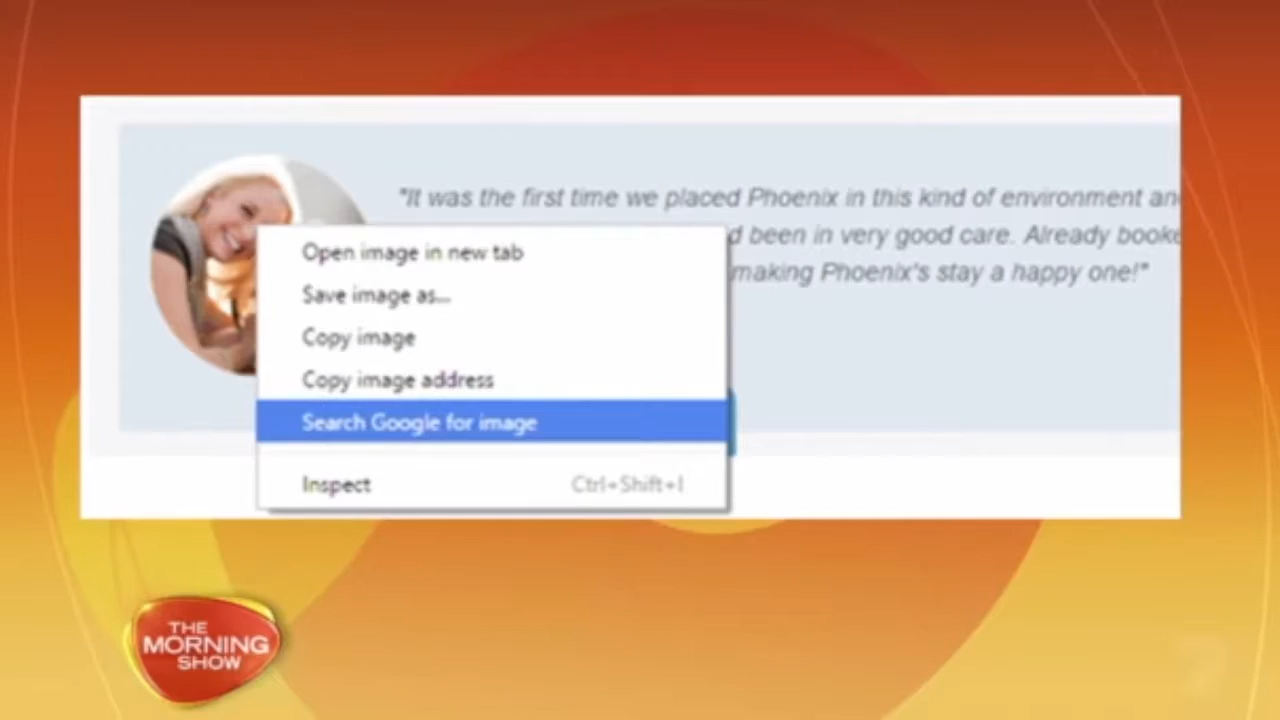 "It was the first time we placed Phoenix in this kind of environment an
d been in very good care. Already booke
making Phoenix's stay a happy one!"
Open image in new tab
Save image as...
Copy image
Copy image address
Search Google for image
Inspect Ctrl+Shift+I
THE
MORNING
SHOW